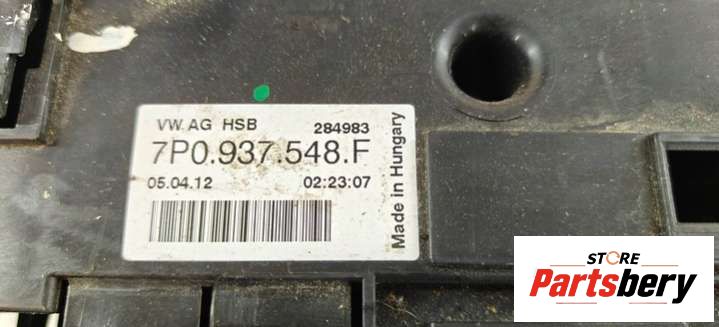 VW AG HSB 284983
7P0.937.548.F
05.04.12 02:23:07
Made in Hungary
STORE
Partsbery